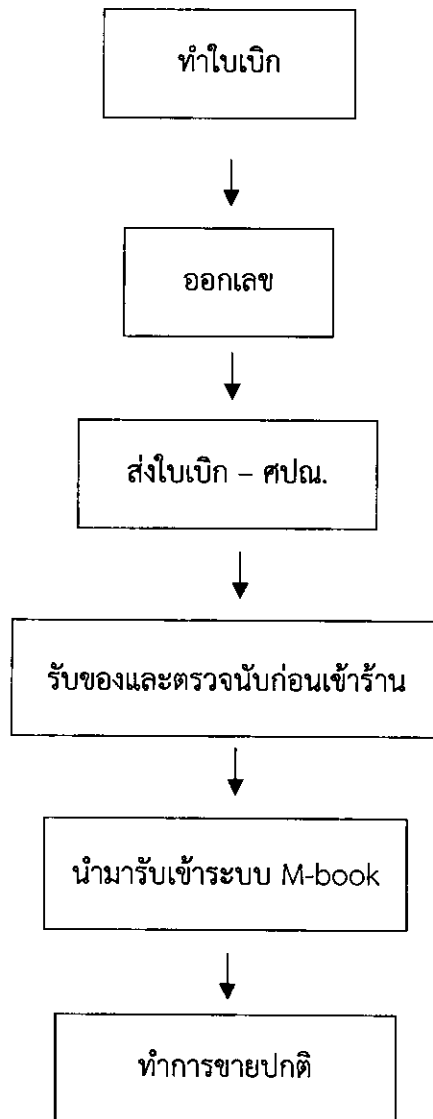 ทำใบเบิก
ออกเลข
ส่งใบเบิก – ศปณ.
รับของและตรวจนับก่อนเข้าร้าน
นำมารับเข้าระบบ M-book
ทำการขายปกติ